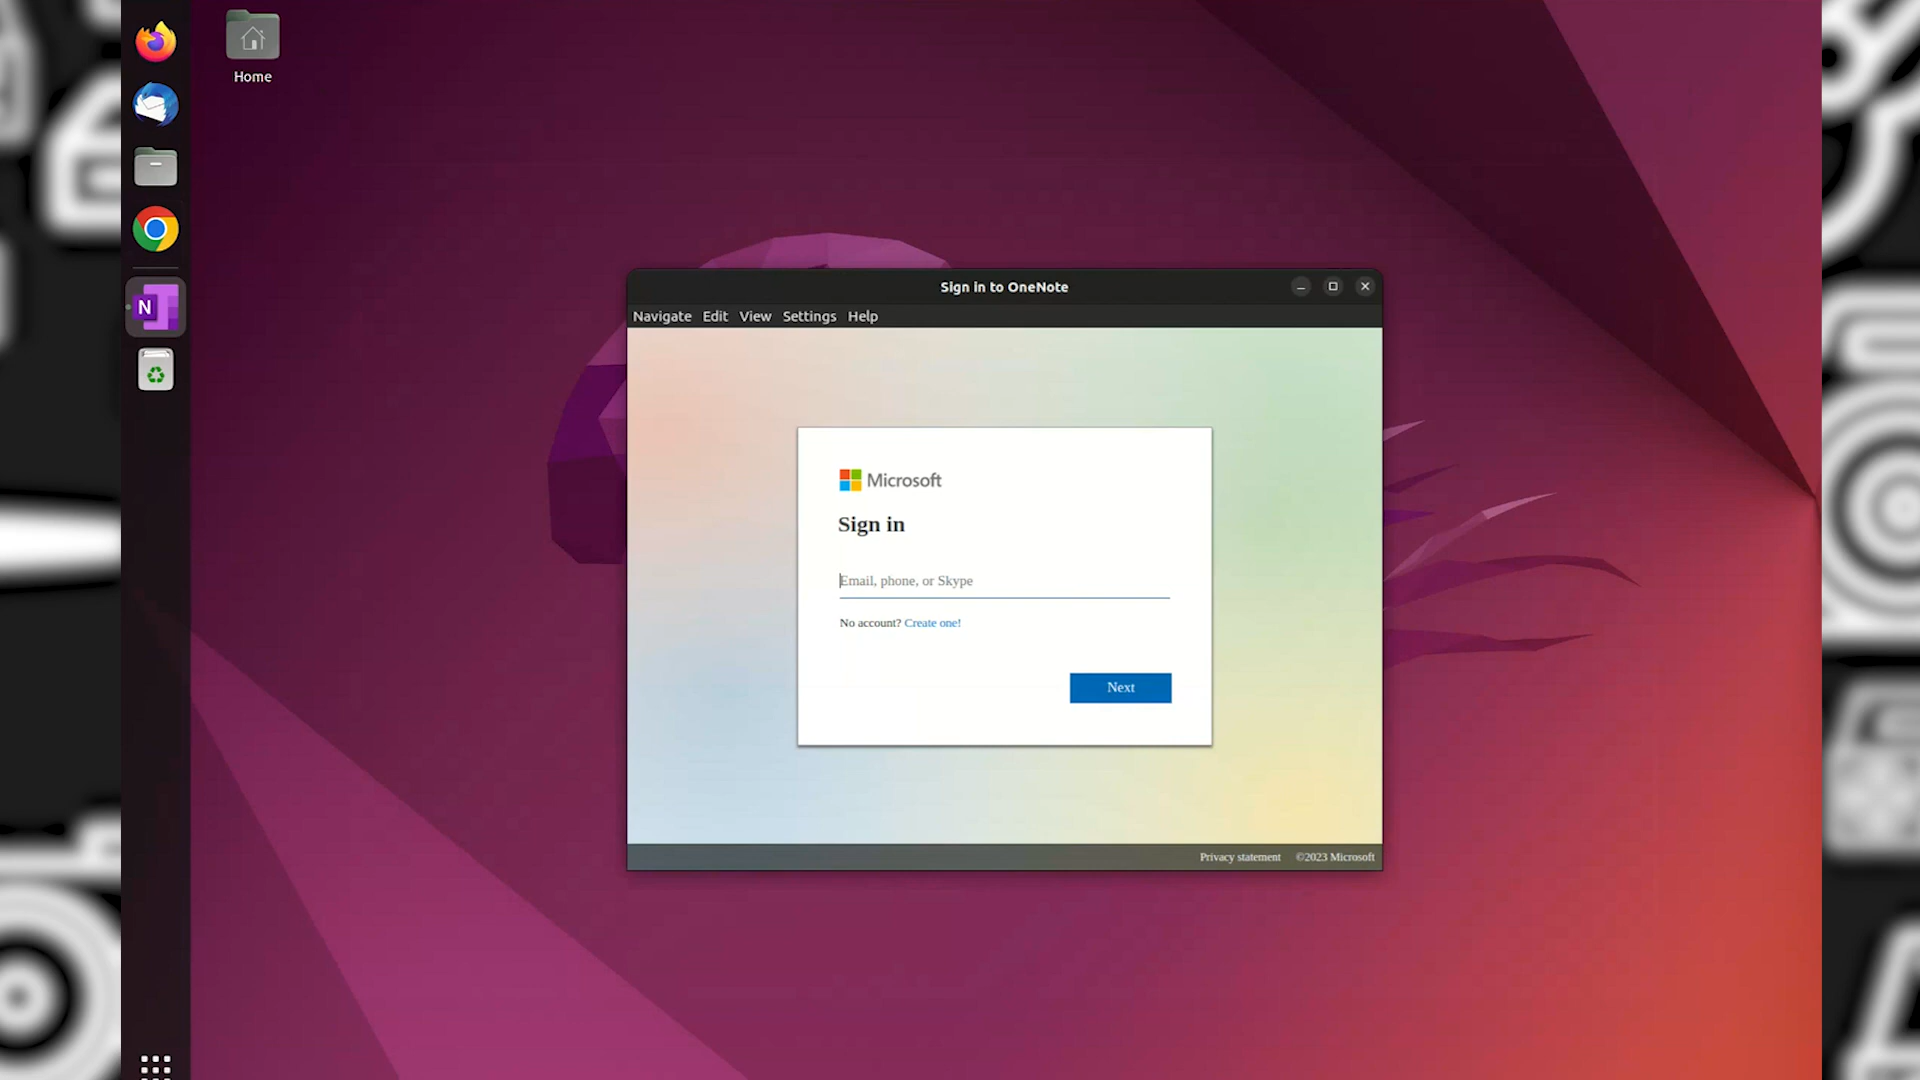 Home
Sign in to OneNote
Navigate Edit View Settings Help
N
Microsoft
Sign in
Email, phone, or Skype
No account? Create one!
Next
Privacy statement ©2023 Microsoft